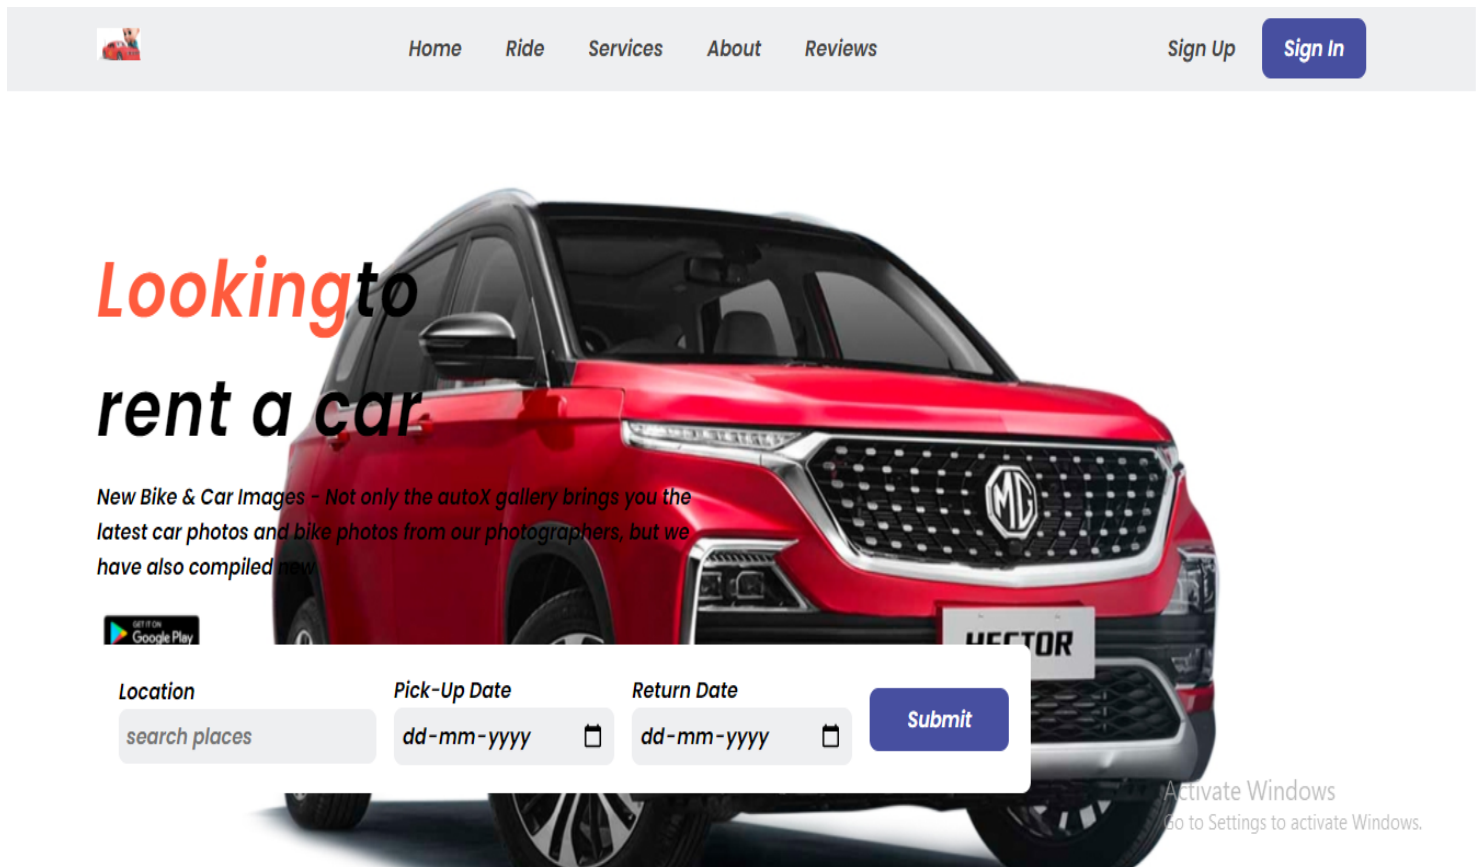 Home Ride Services About Reviews Sign Up Sign In
Lookingto
rent a car
New Bike & Car Images - Not only the autoX gallery brings you the
latest car photos and bike photos from our photographers, but we
have also compiled new
GET IT ON
Google Play
MG
HECTOR
Location Pick-Up Date Return Date
search places dd-mm-yyyy dd-mm-yyyy Submit
Activate Windows
Go to Settings to activate Windows.